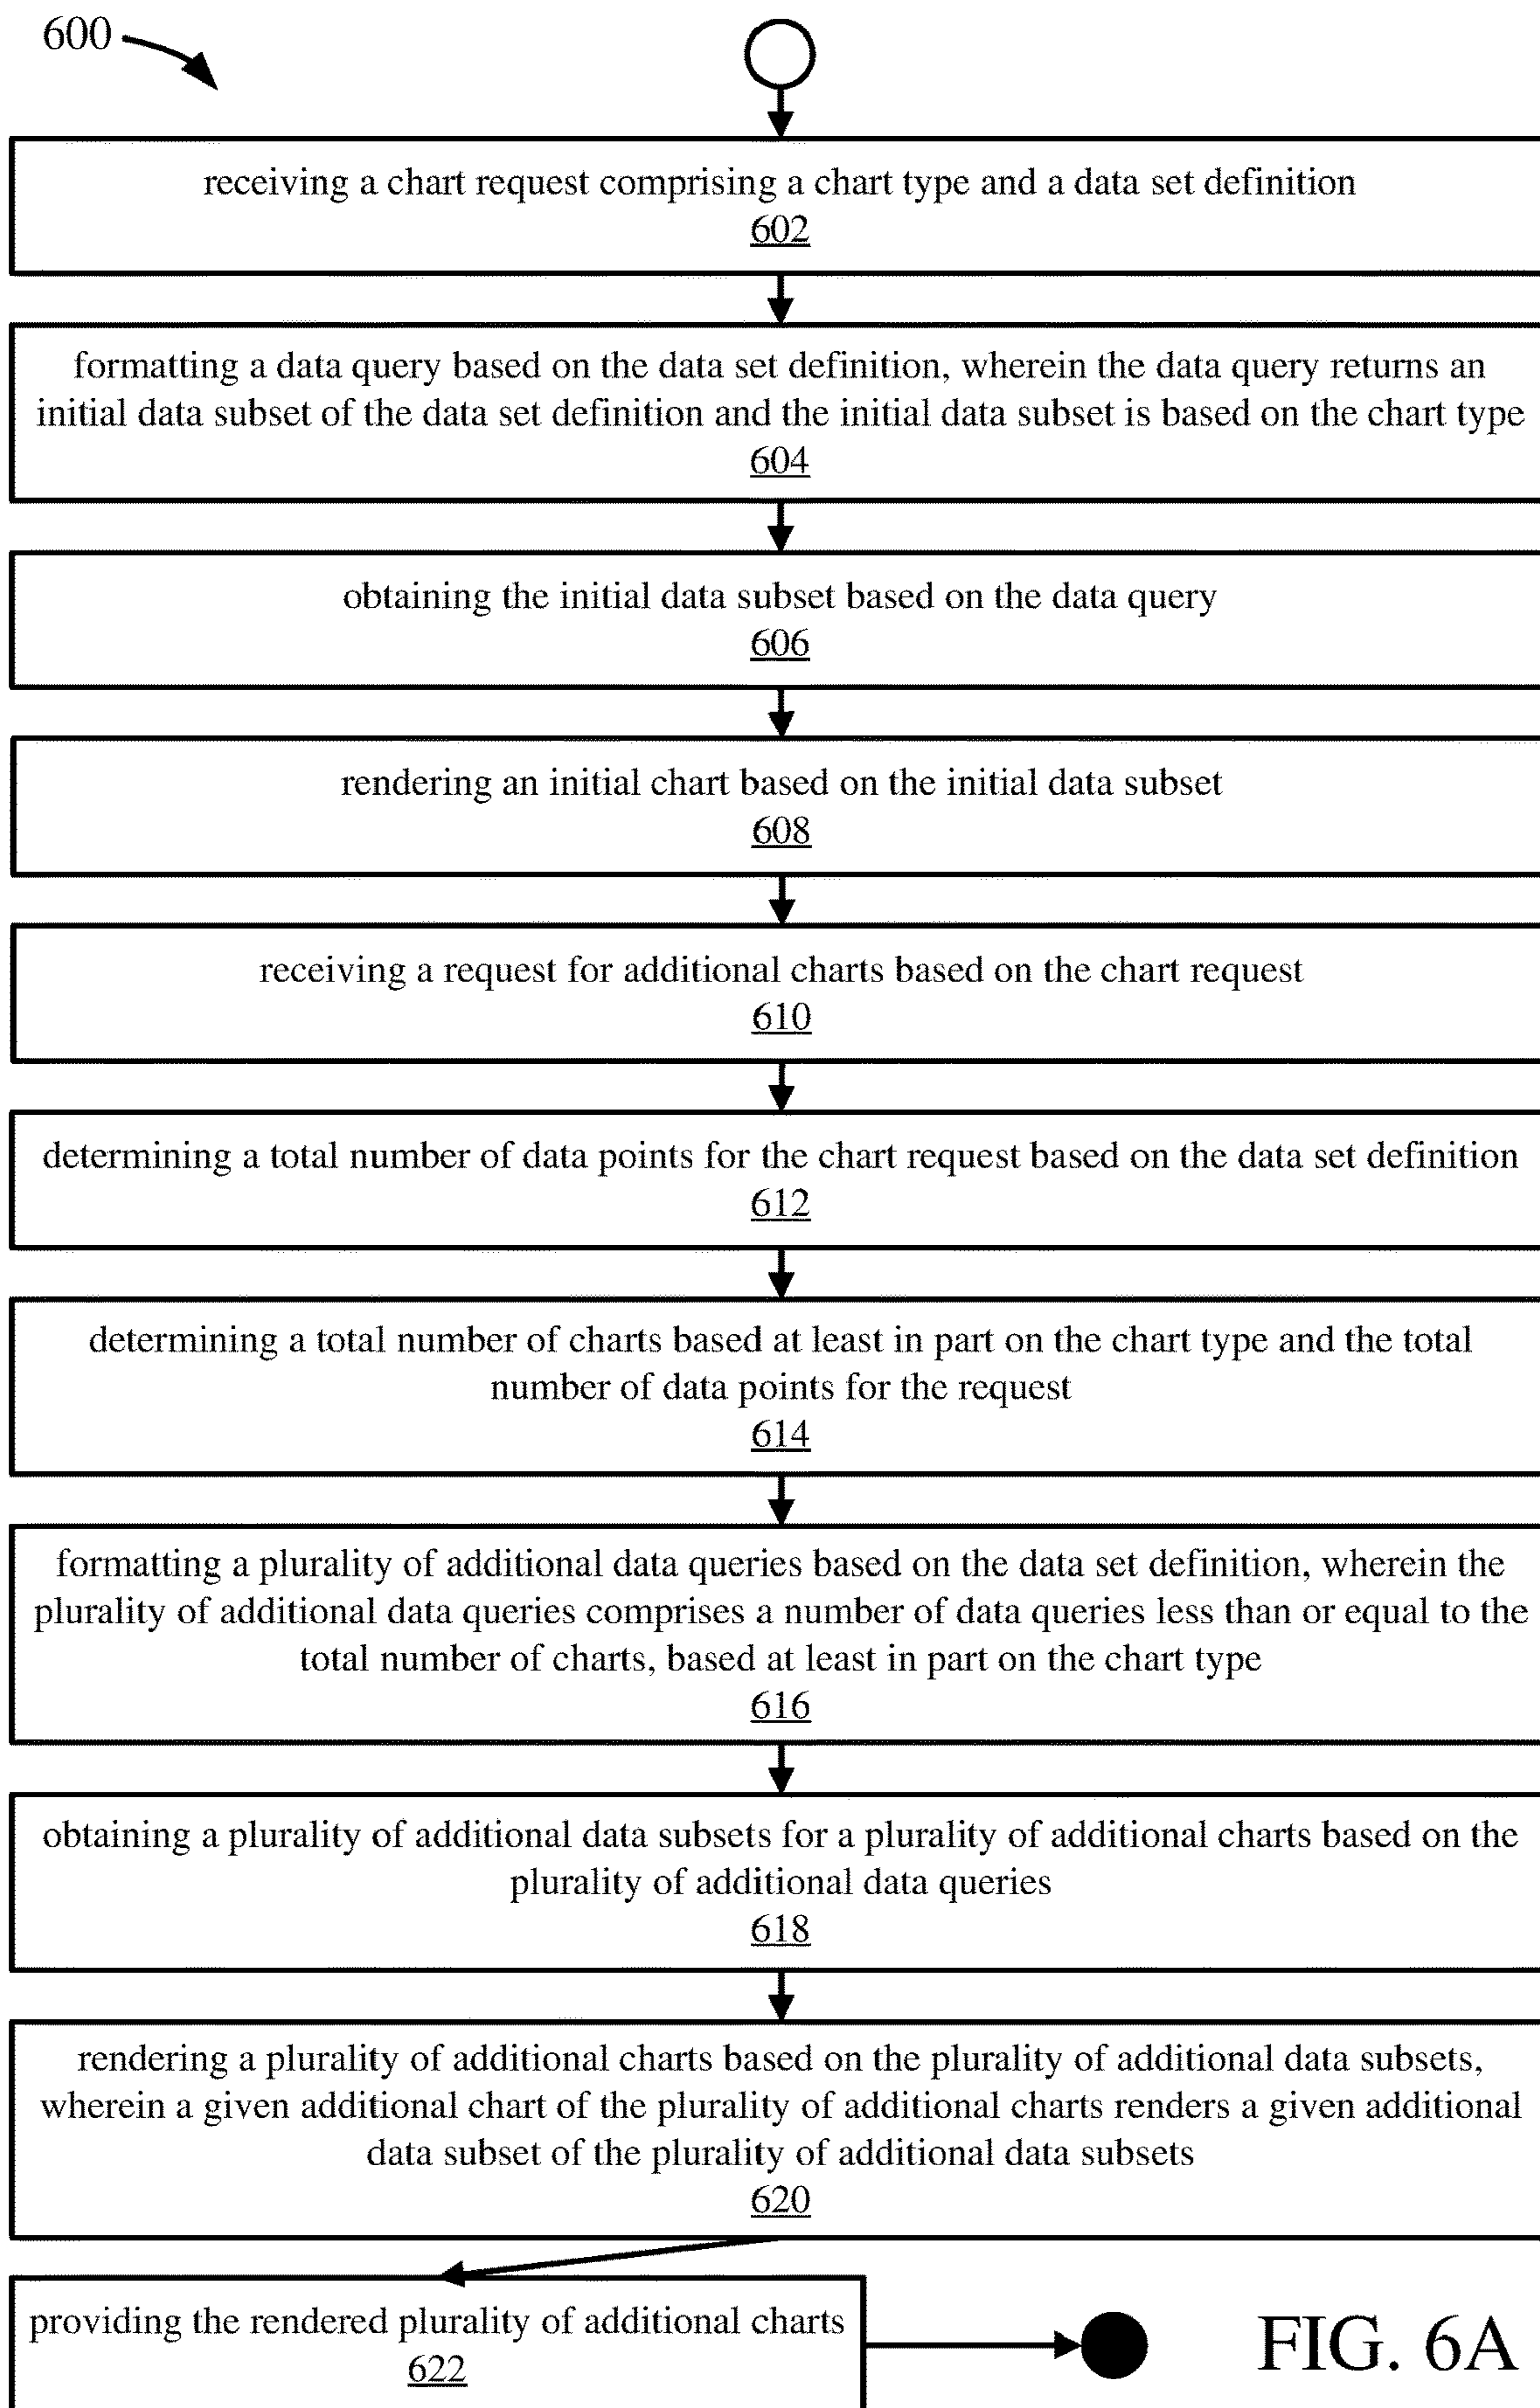 600
receiving a chart request comprising a chart type and a data set definition
602
formatting a data query based on the data set definition, wherein the data query returns an
initial data subset of the data set definition and the initial data subset is based on the chart type
604
obtaining the initial data subset based on the data query
606
rendering an initial chart based on the initial data subset
608
receiving a request for additional charts based on the chart request
610
determining a total number of data points for the chart request based on the data set definition
612
determining a total number of charts based at least in part on the chart type and the total
number of data points for the request
614
formatting a plurality of additional data queries based on the data set definition, wherein the
plurality of additional data queries comprises a number of data queries less than or equal to the
total number of charts, based at least in part on the chart type
616
obtaining a plurality of additional data subsets for a plurality of additional charts based on the
plurality of additional data queries
618
rendering a plurality of additional charts based on the plurality of additional data subsets,
wherein a given additional chart of the plurality of additional charts renders a given additional
data subset of the plurality of additional data subsets
620
providing the rendered plurality of additional charts
622
FIG. 6A